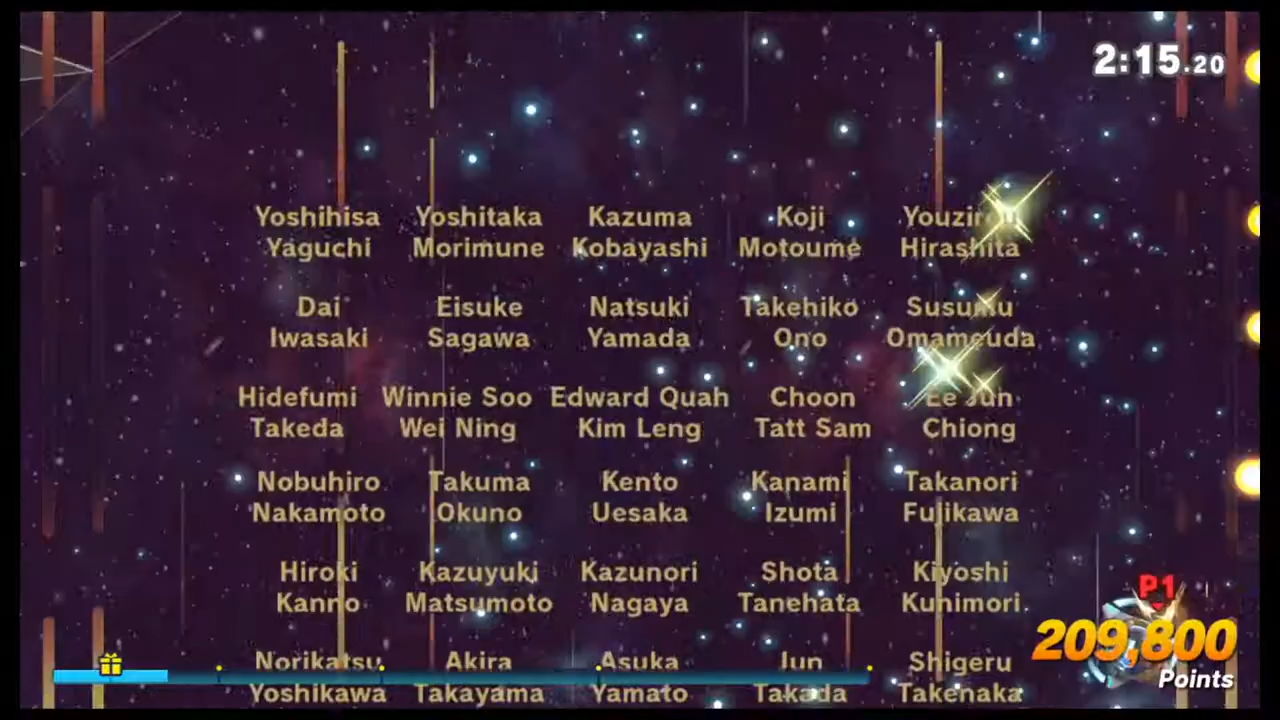 2:15.20
Yoshihisa Yoshitaka Kazuma Koji
Yaguchi Morimune Kobayashi Motoume Hirashita
Dai Eisuke Natsuki Takehiko Susumu
Iwasaki Sagawa Yamada Ono Omameuda
Hidefumi Winnie Soo Edward Quah Choon Ee Jun
Takeda Wei Ning Kim Leng Tatt Sam Chiong
Nobuhiro Takuma Kento Kanami Takanori
Nakamoto Okuno Uesaka Izumi Fujikawa
Hiroki Kazuyuki Kazunori Shota Kiyoshi
Kanno Matsumoto Nagaya Tanehata Kunimori
P1
209,800
Points
Norikatsu Akira Asuka Jun Shigeru
Yoshikawa Takayama Yamato Takada Takenaka